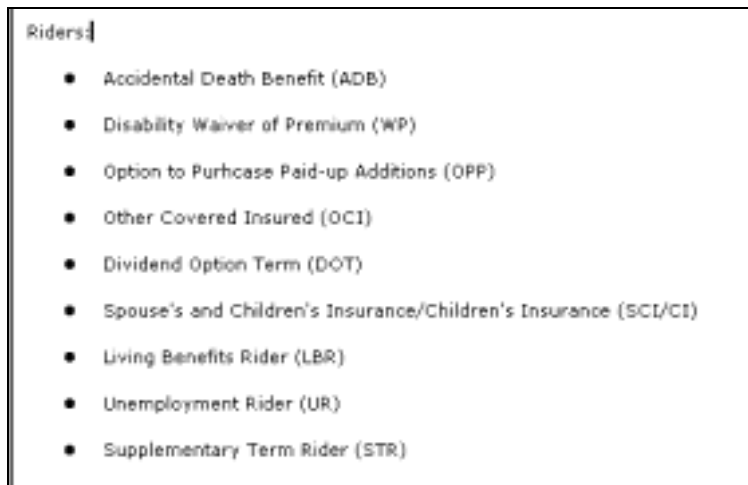 Riders:
● Accidental Death Benefit (ADB)
● Disability Waiver of Premium (WP)
● Option to Purhcase Paid-up Additions (OPP)
● Other Covered Insured (OCI)
● Dividend Option Term (DOT)
● Spouse's and Children's Insurance/Children's Insurance (SCI/CI)
● Living Benefits Rider (LBR)
● Unemployment Rider (UR)
● Supplementary Term Rider (STR)